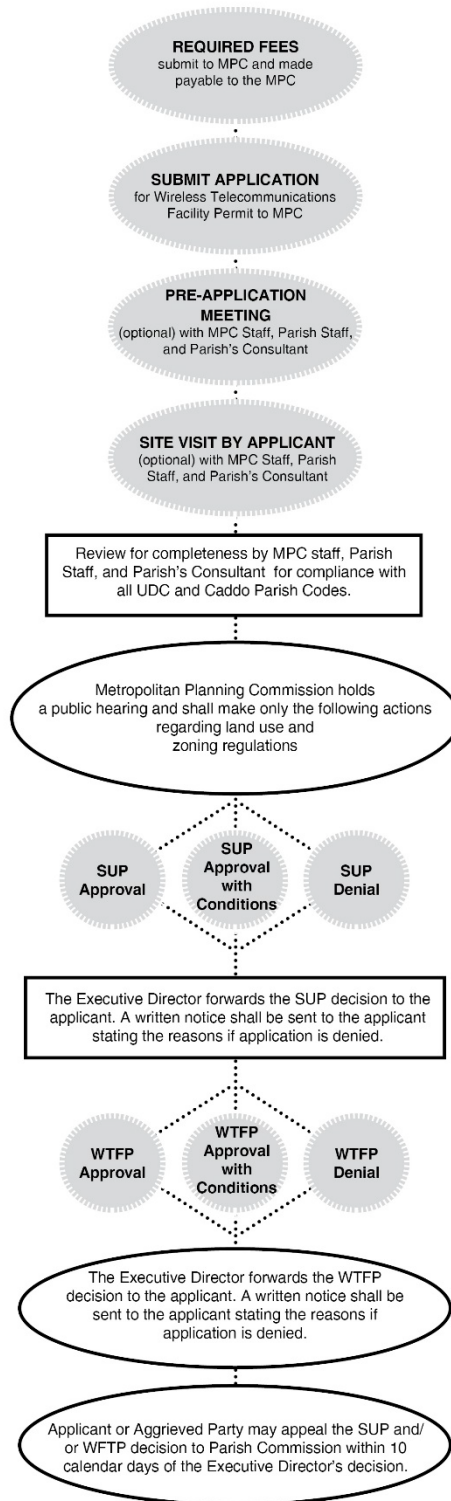 REQUIRED FEES
submit to MPC and made
payable to the MPC
SUBMIT APPLICATION
for Wireless Telecommunications
Facility Permit to MPC
PRE-APPLICATION
MEETING
(optional) with MPC Staff, Parish Staff,
and Parish's Consultant
SITE VISIT BY APPLICANT
(optional) with MPC Staff, Parish
Staff, and Parish's Consultant
Review for completeness by MPC staff, Parish
Staff, and Parish's Consultant for compliance with
all UDC and Caddo Parish Codes.
Metropolitan Planning Commission holds
a public hearing and shall make only the following actions
regarding land use and
zoning regulations
SUP
Approval
SUP
Approval
with
Conditions
SUP
Denial
The Executive Director forwards the SUP decision to the
applicant. A written notice shall be sent to the applicant
stating the reasons if application is denied.
WTFP
Approval
WTFP
Approval
with
Conditions
WTFP
Denial
The Executive Director forwards the WTFP
decision to the applicant. A written notice shall be
sent to the applicant stating the reasons if
application is denied.
Applicant or Aggrieved Party may appeal the SUP and/
or WFTP decision to Parish Commission within 10
calendar days of the Executive Director's decision.